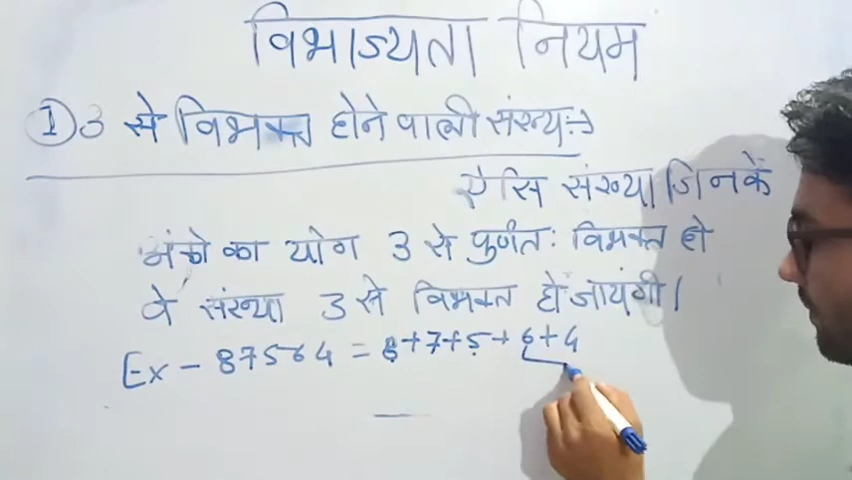 विभाज्यता नियम
① 3 से विभक्त होने वाली संख्य:→
ऐसि संख्या जिनकें
अंको का योग 3 से पुर्णत: विभक्त हो
वे संख्या 3 से विभक्त हो जायंगी।
Ex - 87564 = 8+7+5+6+4